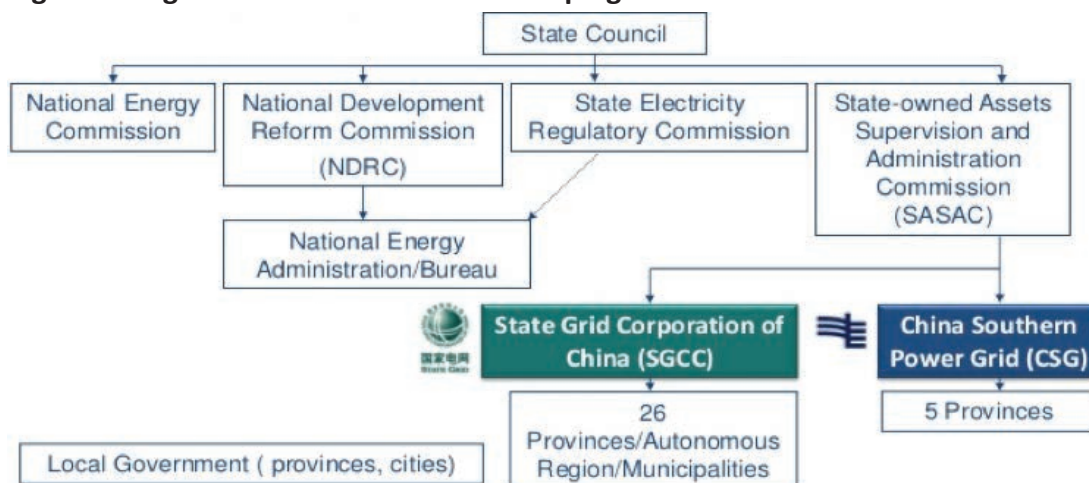 State Council
National Energy
Commission
National Development
Reform Commission
(NDRC)
State Electricity
Regulatory Commission
State-owned Assets
Supervision and
Administration
Commission
(SASAC)
National Energy
Administration/Bureau
国家电网
State Grid Corporation of
China (SGCC)
China Southern
Power Grid (CSG)
26
Provinces/Autonomous
Region/Municipalities
5 Provinces
Local Government ( provinces, cities)